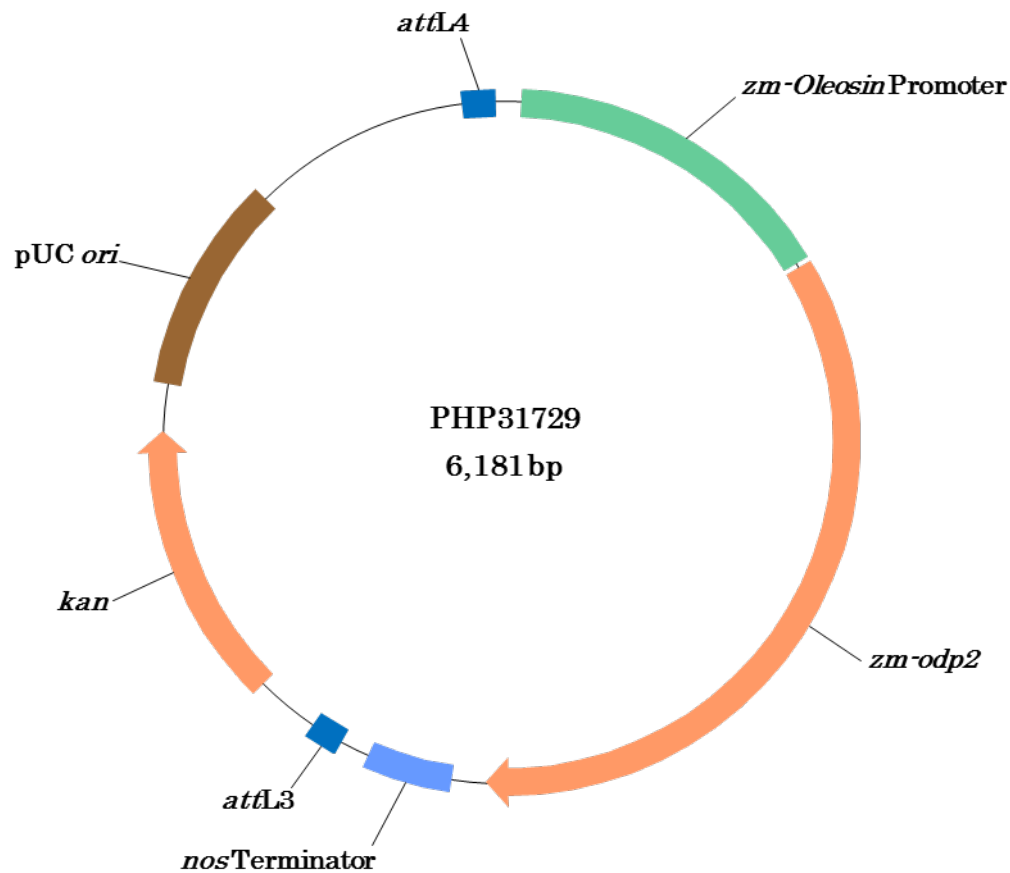 attL4
zm-Oleosin Promoter
pUC ori
PHP31729
6,181 bp
kan
zm-odp2
attL3
nos Terminator